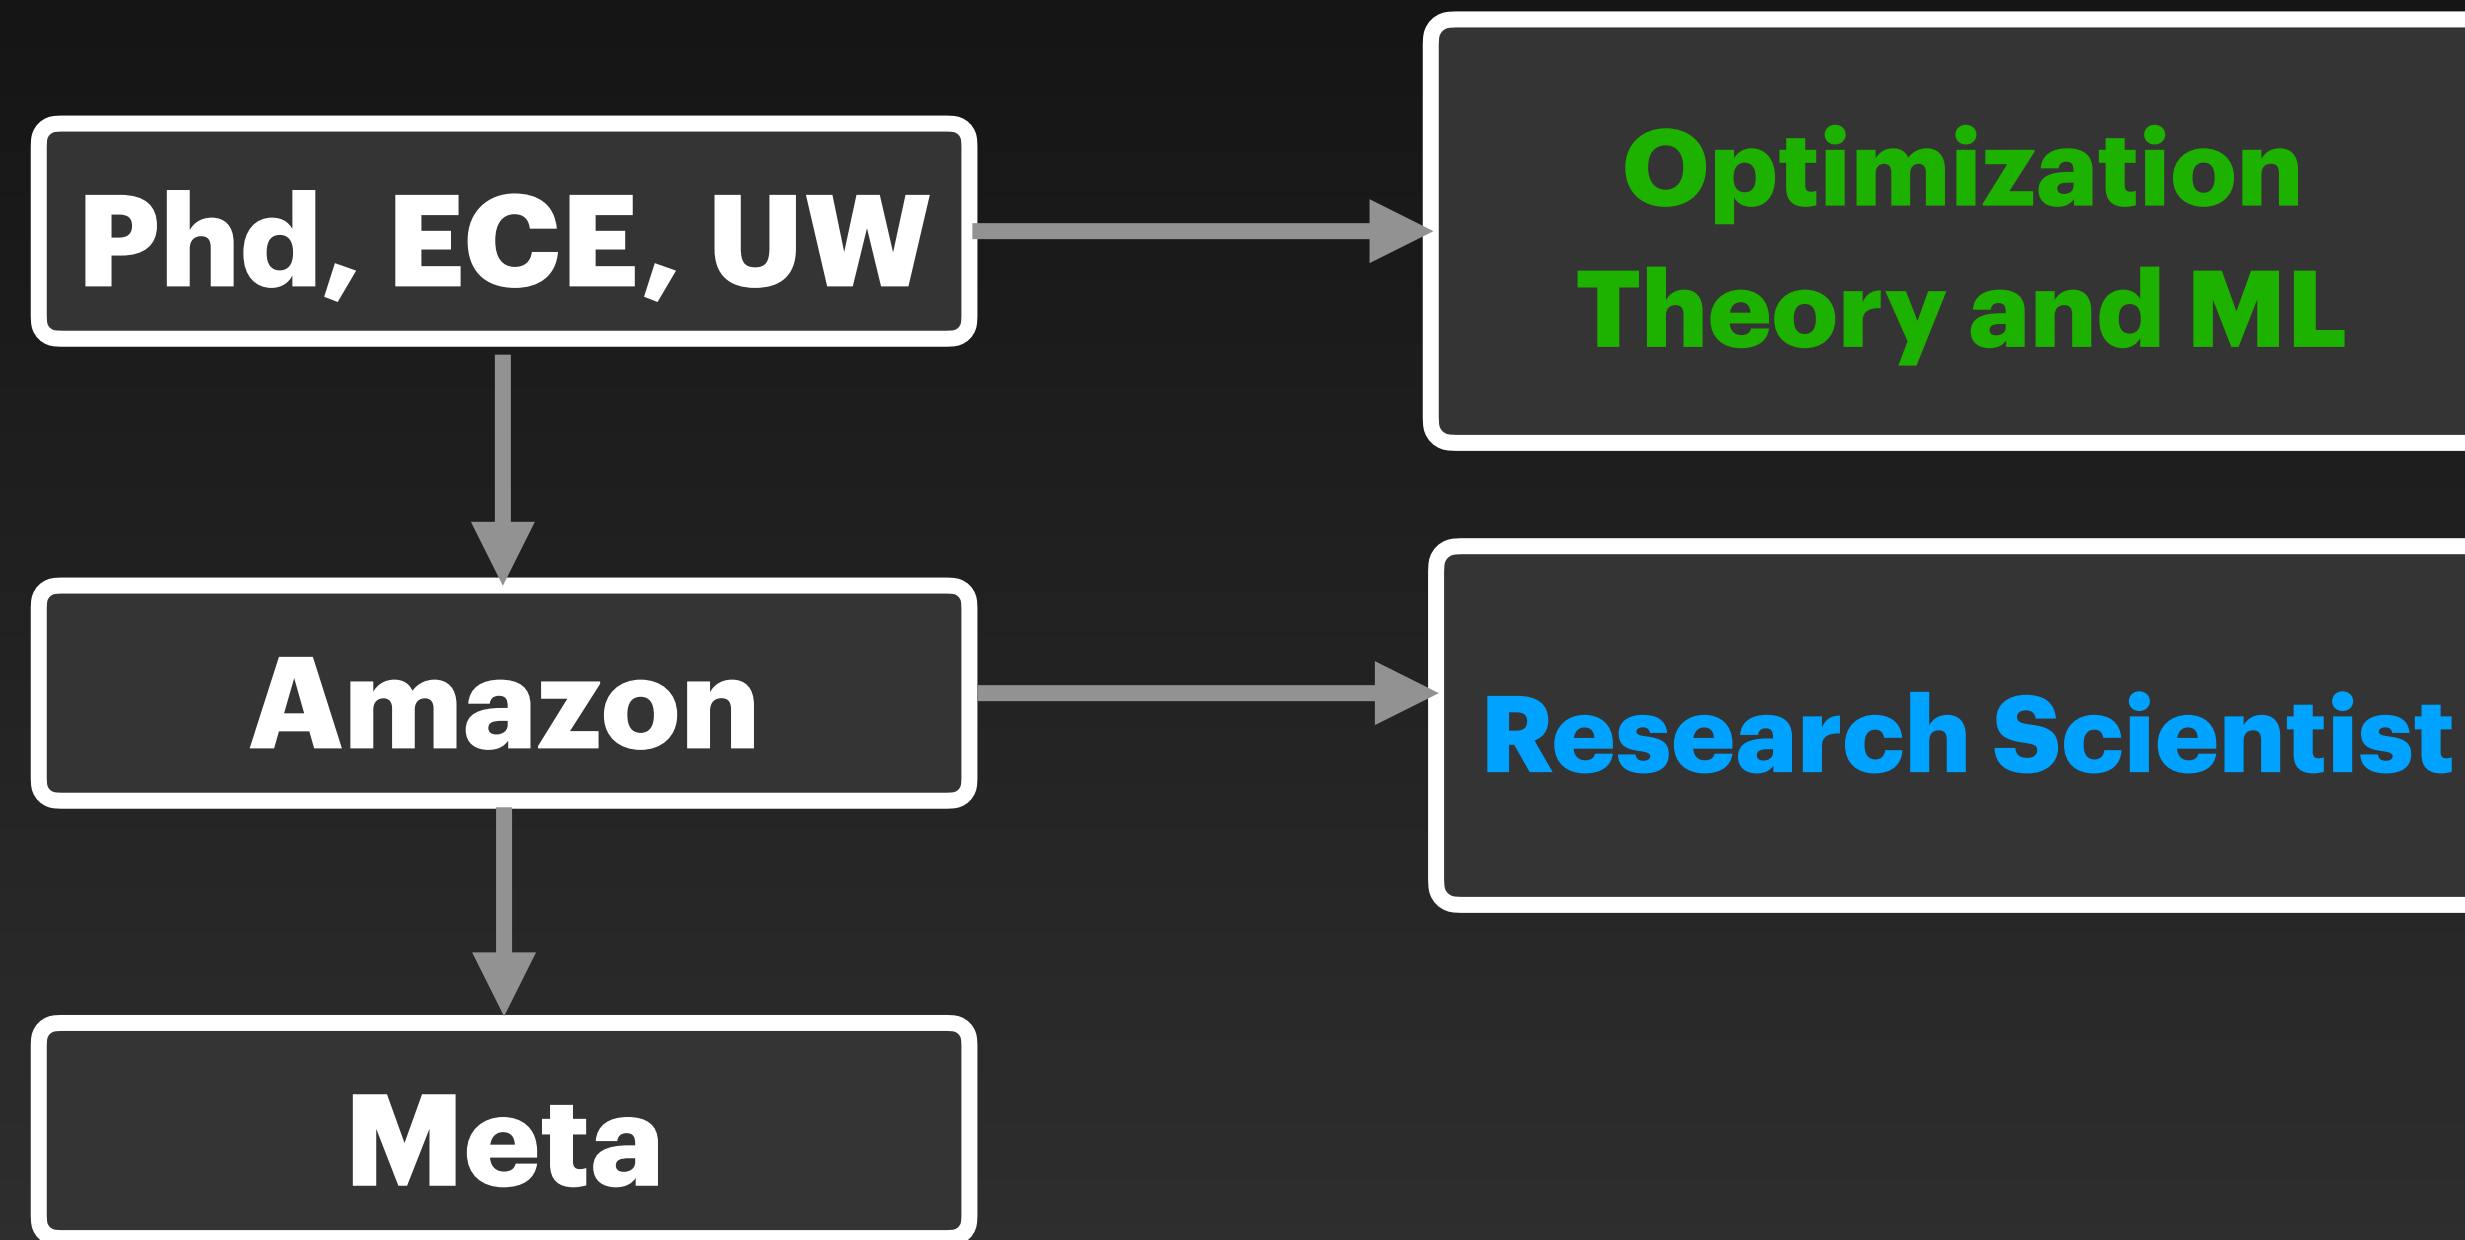 Phd, ECE, UW
Optimization
Theory and ML
Amazon
Research Scientist
Meta